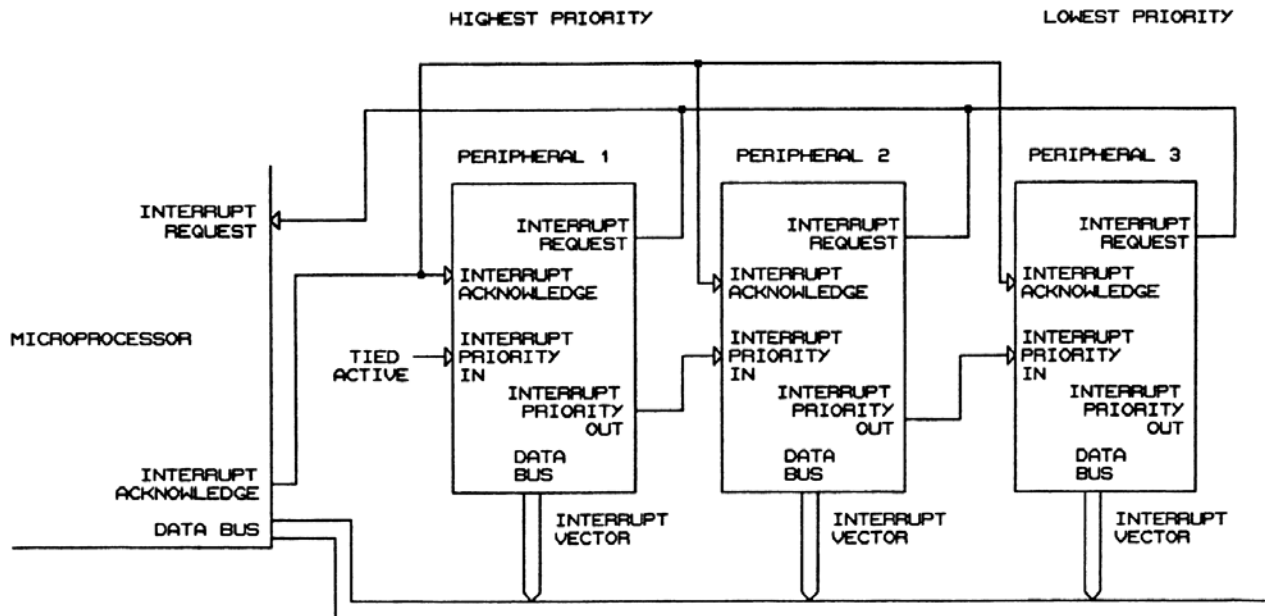 HIGHEST PRIORITY
LOWEST PRIORITY
PERIPHERAL 1
PERIPHERAL 2
PERIPHERAL 3
INTERRUPT
REQUEST
MICROPROCESSOR
INTERRUPT
ACKNOWLEDGE
DATA BUS
TIED
ACTIVE
INTERRUPT
REQUEST
INTERRUPT
ACKNOWLEDGE
INTERRUPT
PRIORITY
IN
INTERRUPT
PRIORITY
OUT
DATA
BUS
INTERRUPT
VECTOR
INTERRUPT
REQUEST
INTERRUPT
ACKNOWLEDGE
INTERRUPT
PRIORITY
IN
INTERRUPT
PRIORITY
OUT
DATA
BUS
INTERRUPT
VECTOR
INTERRUPT
REQUEST
INTERRUPT
ACKNOWLEDGE
INTERRUPT
PRIORITY
IN
INTERRUPT
PRIORITY
OUT
DATA
BUS
INTERRUPT
VECTOR